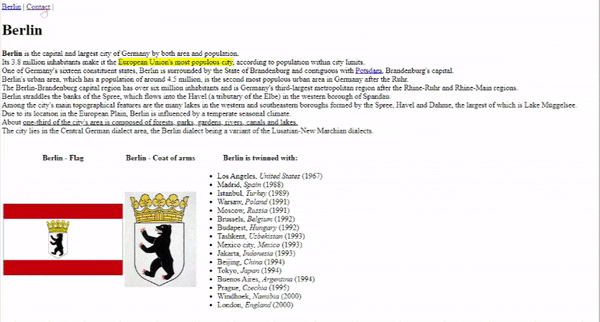 Berlin | Contact |
Berlin
Berlin is the capital and largest city of Germany by both area and population.
Its 3.8 million inhabitants make it the European Union's most populous city, according to population within city limits.
One of Germany's sixteen constituent states, Berlin is surrounded by the State of Brandenburg and contiguous with Potsdam, Brandenburg's capital.
Berlin's urban area, which has a population of around 4.5 million, is the second most populous urban area in Germany after the Ruhr.
The Berlin-Brandenburg capital region has over six million inhabitants and is Germany's third-largest metropolitan region after the Rhine-Ruhr and Rhine-Main regions.
Berlin straddles the banks of the Spree, which flows into the Havel (a tributary of the Elbe) in the western borough of Spandau.
Among the city's main topographical features are the many lakes in the western and southeastern boroughs formed by the Spree, Havel and Dahme, the largest of which is Lake Müggelsee.
Due to its location in the European Plain, Berlin is influenced by a temperate seasonal climate.
About one-third of the city's area is composed of forests, parks, gardens, rivers, canals and lakes.
The city lies in the Central German dialect area, the Berlin dialect being a variant of the Lusatian-New Marchian dialects.
Berlin - Flag Berlin - Coat of arms Berlin is twinned with:
Los Angeles, United States (1967)
Madrid, Spain (1988)
Istanbul, Turkey (1989)
Warsaw, Poland (1991)
Moscow, Russia (1991)
Brussels, Belgium (1992)
Budapest, Hungary (1992)
Tashkent, Uzbekistan (1993)
Mexico city, Mexico (1993)
Jakarta, Indonesia (1993)
Beijing, China (1994)
Tokyo, Japan (1994)
Buenos Aires, Argentina (1994)
Prague, Czechia (1995)
Windhoek, Namibia (2000)
London, England (2000)